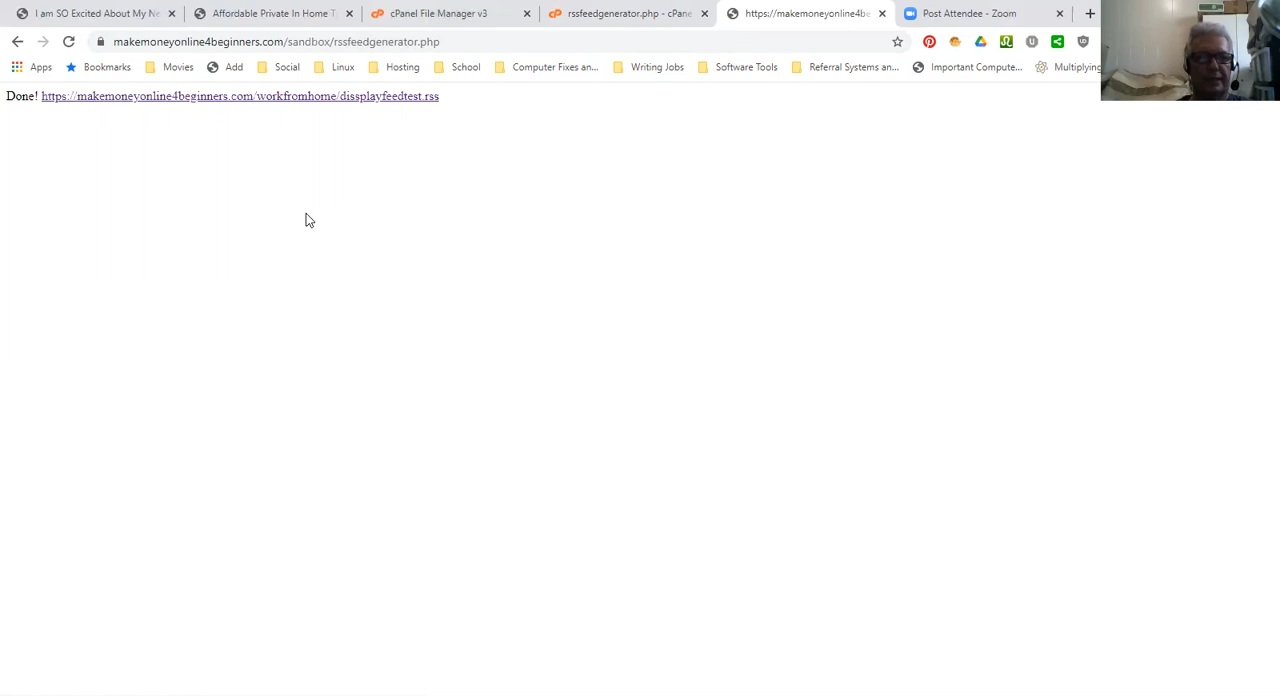 I am SO Excited About My Ne
Affordable Private In Home T
cPanel File Manager v3
rssfeedgenerator.php - cPane
https://makemoneyonline4be
Post Attendee - Zoom
makemoneyonline4beginners.com/sandbox/rssfeedgenerator.php
Apps
Bookmarks
Movies
Add
Social
Linux
Hosting
School
Computer Fixes an...
Writing Jobs
Software Tools
Referral Systems an...
Important Compute...
Multiplying
Done! https://makemoneyonline4beginners.com/workfromhome/dissplayfeedtest.rss